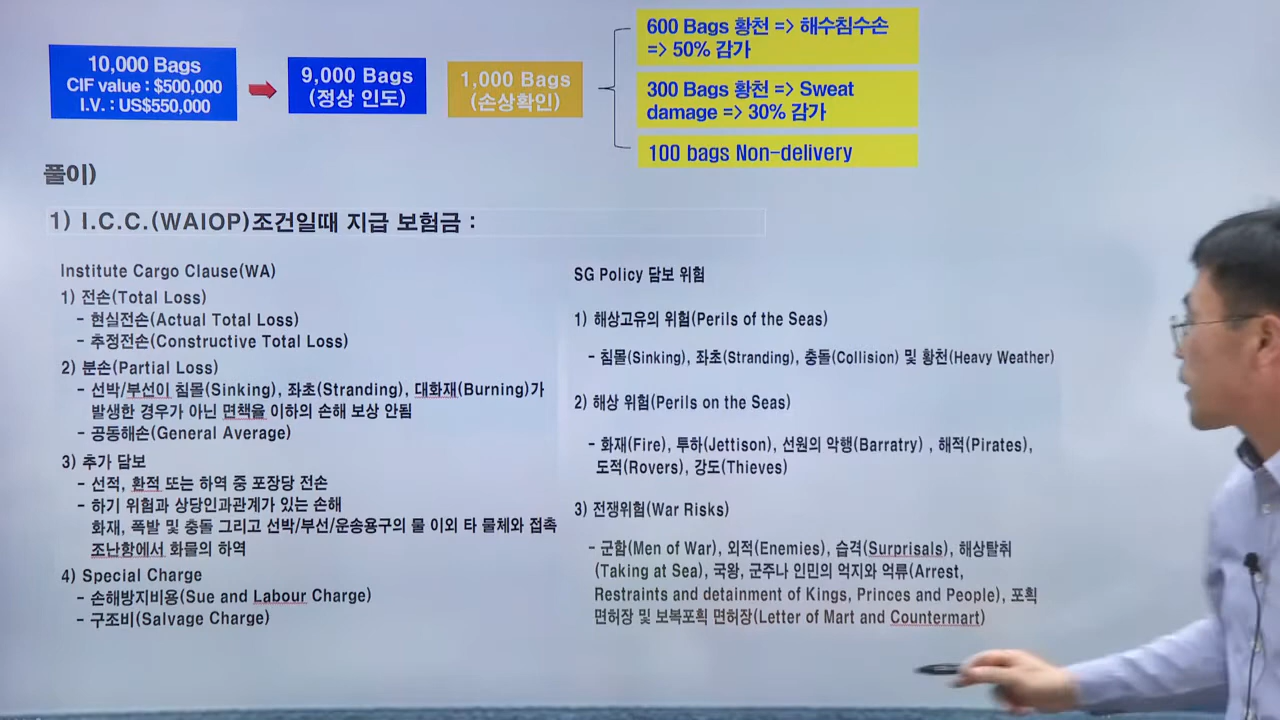 10,000 Bags
CIF value : $500,000
I.V. : US$550,000
9,000 Bags
(정상 인도)
1,000 Bags
(손상확인)
600 Bags 황천 => 해수침수손
=> 50% 감가
300 Bags 황천 => Sweat
damage => 30% 감가
100 bags Non-delivery
풀이)
1) I.C.C.(WAIOP)조건일때 지급 보험금 :
Institute Cargo Clause(WA)
1) 전손(Total Loss)
- 현실전손(Actual Total Loss)
- 추정전손(Constructive Total Loss)
2) 분손(Partial Loss)
- 선박/부선이 침몰(Sinking), 좌초(Stranding), 대화재(Burning)가
발생한 경우가 아닌 면책율 이하의 손해 보상 안됨
- 공동해손(General Average)
3) 추가 담보
- 선적, 환적 또는 하역 중 포장당 전손
- 하기 위험과 상당인과관계가 있는 손해
화재, 폭발 및 충돌 그리고 선박/부선/운송용구의 물 이외 타 물체와 접촉
조난항에서 화물의 하역
4) Special Charge
- 손해방지비용(Sue and Labour Charge)
- 구조비(Salvage Charge)
SG Policy 담보 위험
1) 해상고유의 위험(Perils of the Seas)
- 침몰(Sinking), 좌초(Stranding), 충돌(Collision) 및 황천(Heavy Weather)
2) 해상 위험(Perils on the Seas)
- 화재(Fire), 투하(Jettison), 선원의 악행(Barratry) , 해적(Pirates),
도적(Rovers), 강도(Thieves)
3) 전쟁위험(War Risks)
- 군함(Men of War), 외적(Enemies), 습격(Surprisals), 해상탈취
(Taking at Sea), 국왕, 군주나 인민의 억지와 억류(Arrest,
Restraints and detainment of Kings, Princes and People), 포획
면허장 및 보복포획 면허장(Letter of Mart and Countermart)